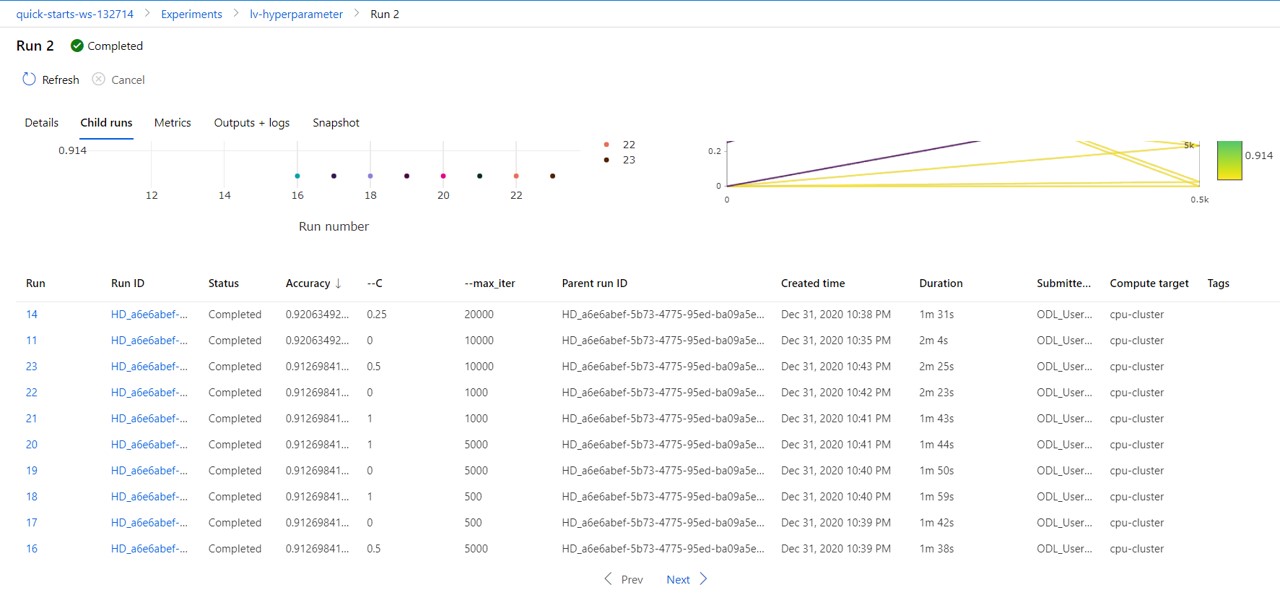 quick-starts-ws-132714 > Experiments > lv-hyperparameter > Run 2
Run 2 Completed
Refresh Cancel
Details Child runs Metrics Outputs + logs Snapshot
0.914
12 14 16 18 20 22
Run number
22
23
0.2
0
0 0.5k
5k
0.914
Run Run ID Status Accuracy ↓ --C --max_iter Parent run ID Created time Duration Submitte... Compute target Tags
14 HD_a6e6abef-... Completed 0.92063492... 0.25 20000 HD_a6e6abef-5b73-4775-95ed-ba09a5e... Dec 31, 2020 10:38 PM 1m 31s ODL_User... cpu-cluster
11 HD_a6e6abef-... Completed 0.92063492... 0 10000 HD_a6e6abef-5b73-4775-95ed-ba09a5e... Dec 31, 2020 10:35 PM 2m 4s ODL_User... cpu-cluster
23 HD_a6e6abef-... Completed 0.91269841... 0.5 10000 HD_a6e6abef-5b73-4775-95ed-ba09a5e... Dec 31, 2020 10:43 PM 2m 25s ODL_User... cpu-cluster
22 HD_a6e6abef-... Completed 0.91269841... 0 1000 HD_a6e6abef-5b73-4775-95ed-ba09a5e... Dec 31, 2020 10:42 PM 2m 23s ODL_User... cpu-cluster
21 HD_a6e6abef-... Completed 0.91269841... 1 1000 HD_a6e6abef-5b73-4775-95ed-ba09a5e... Dec 31, 2020 10:41 PM 1m 43s ODL_User... cpu-cluster
20 HD_a6e6abef-... Completed 0.91269841... 1 5000 HD_a6e6abef-5b73-4775-95ed-ba09a5e... Dec 31, 2020 10:41 PM 1m 44s ODL_User... cpu-cluster
19 HD_a6e6abef-... Completed 0.91269841... 0 5000 HD_a6e6abef-5b73-4775-95ed-ba09a5e... Dec 31, 2020 10:40 PM 1m 50s ODL_User... cpu-cluster
18 HD_a6e6abef-... Completed 0.91269841... 1 500 HD_a6e6abef-5b73-4775-95ed-ba09a5e... Dec 31, 2020 10:40 PM 1m 59s ODL_User... cpu-cluster
17 HD_a6e6abef-... Completed 0.91269841... 0 500 HD_a6e6abef-5b73-4775-95ed-ba09a5e... Dec 31, 2020 10:39 PM 1m 42s ODL_User... cpu-cluster
16 HD_a6e6abef-... Completed 0.91269841... 0.5 5000 HD_a6e6abef-5b73-4775-95ed-ba09a5e... Dec 31, 2020 10:39 PM 1m 38s ODL_User... cpu-cluster
< Prev Next >